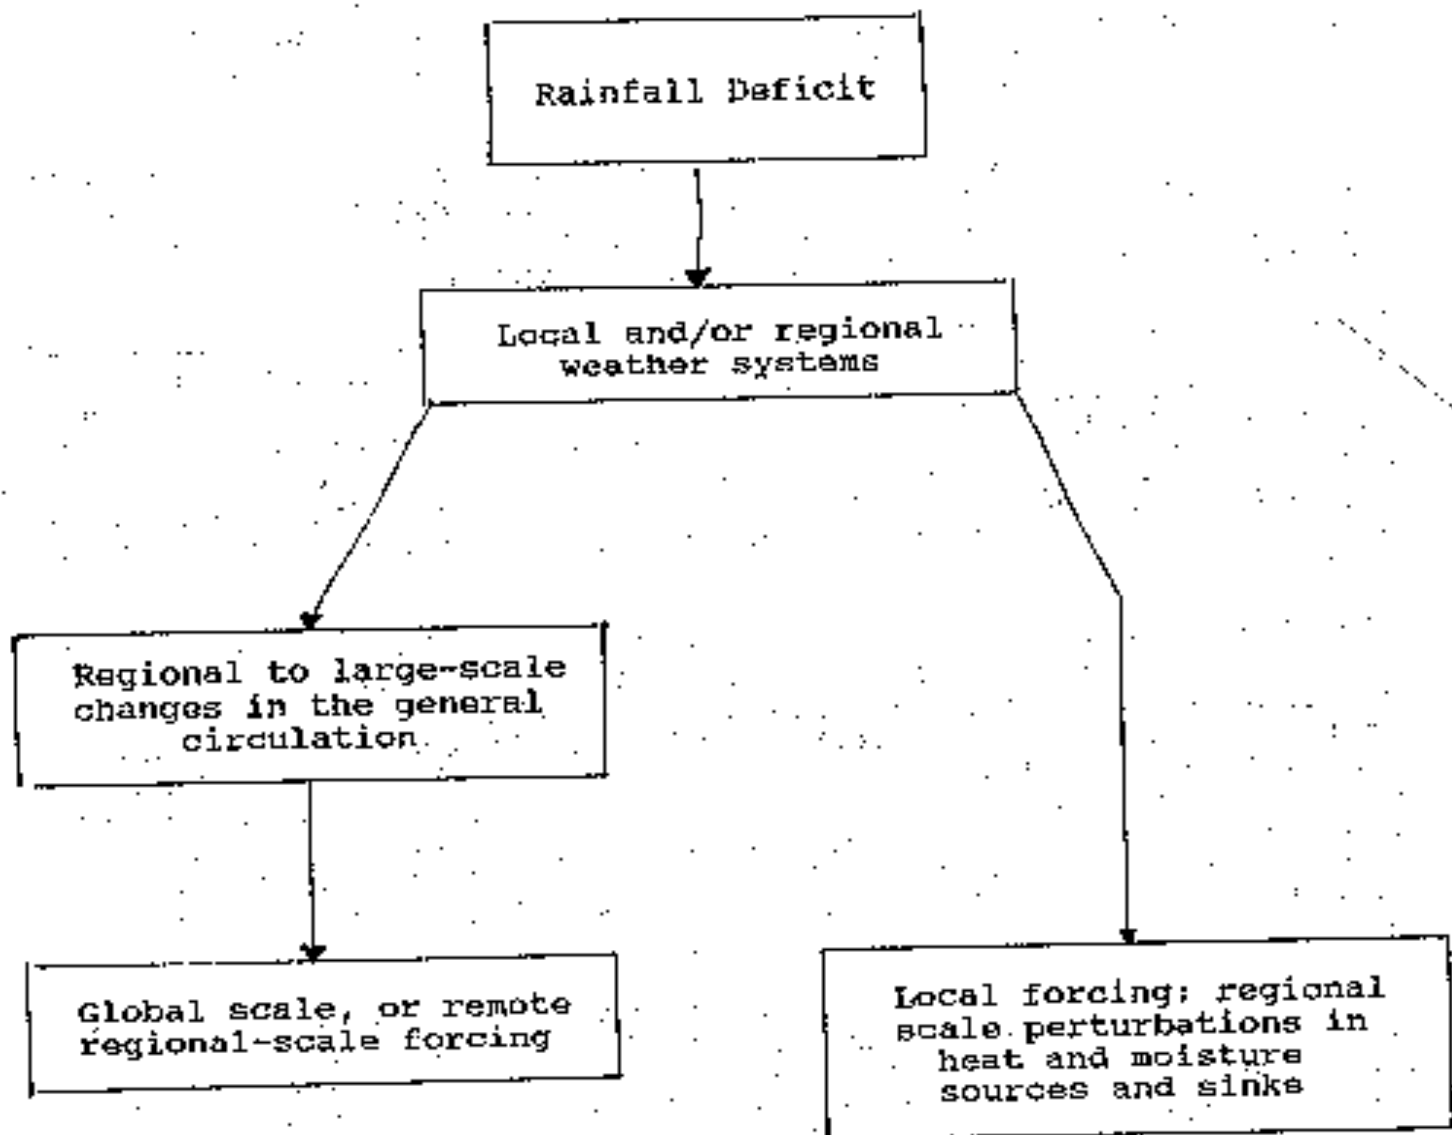 Rainfall Deficit
Local and/or regional
weather systems
Regional to large-scale
changes in the general
circulation
Global scale, or remote
regional-scale forcing
Local forcing: regional
scale perturbations in
heat and moisture
sources and sinks